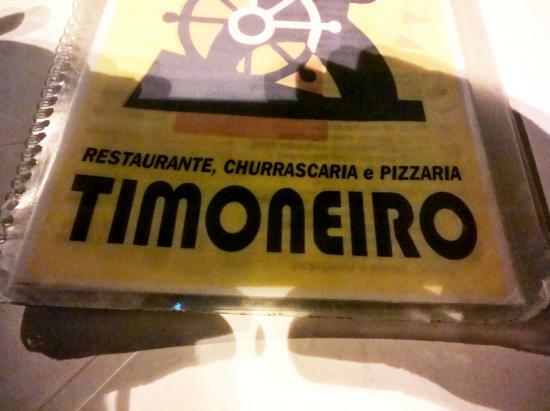 RESTAURANTE, CHURRASCARIA e PIZZARIA
TIMONEIRO